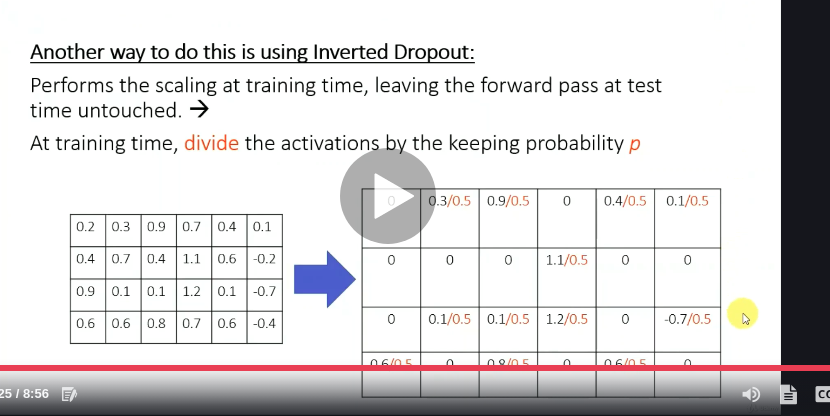 Another way to do this is using Inverted Dropout:
Performs the scaling at training time, leaving the forward pass at test
time untouched. →
At training time, divide the activations by the keeping probability p
0.2 0.3 0.9 0.7 0.4 0.1
0.4 0.7 0.4 1.1 0.6 -0.2
0.9 0.1 0.1 1.2 0.1 -0.7
0.6 0.6 0.8 0.7 0.6 -0.4
0 0.3/0.5 0.9/0.5 0 0.4/0.5 0.1/0.5
0 0 0 1.1/0.5 0 0
0 0.1/0.5 0.1/0.5 1.2/0.5 0 -0.7/0.5
0.6/0.5 0 0.8/0.5 0 0.6/0.5 0
25 / 8:56